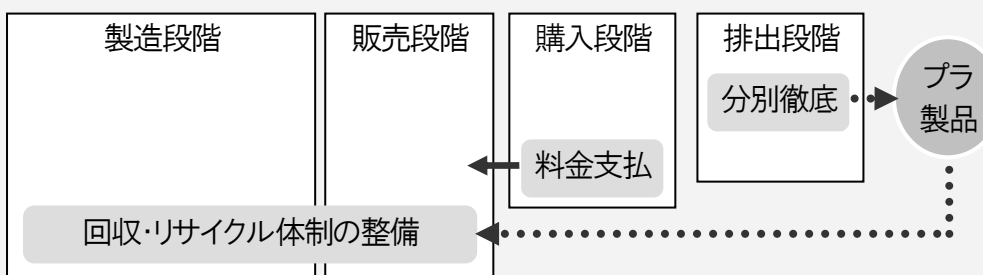 製造段階
販売段階
購入段階
排出段階
分別徹底
プラ
製品
料金支払
回収・リサイクル体制の整備